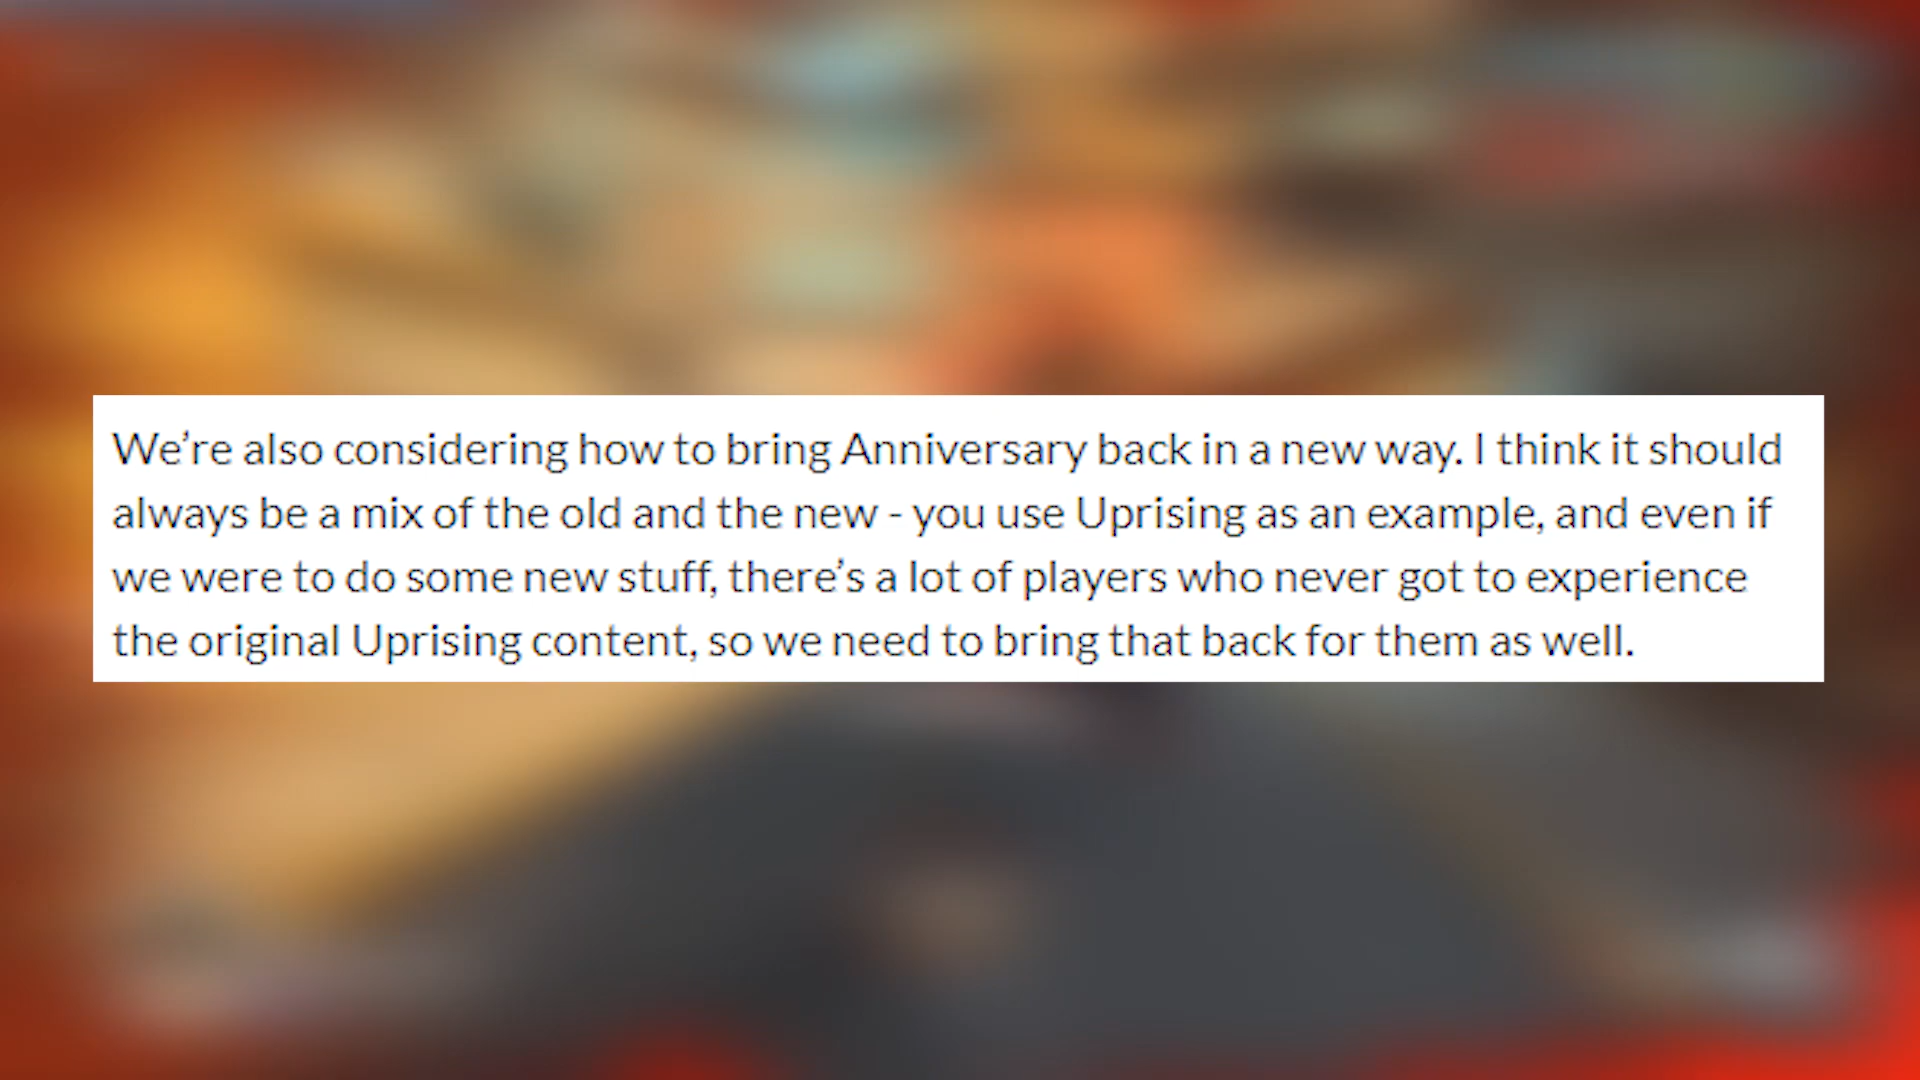 We’re also considering how to bring Anniversary back in a new way. I think it should
always be a mix of the old and the new - you use Uprising as an example, and even if
we were to do some new stuff, there’s a lot of players who never got to experience
the original Uprising content, so we need to bring that back for them as well.